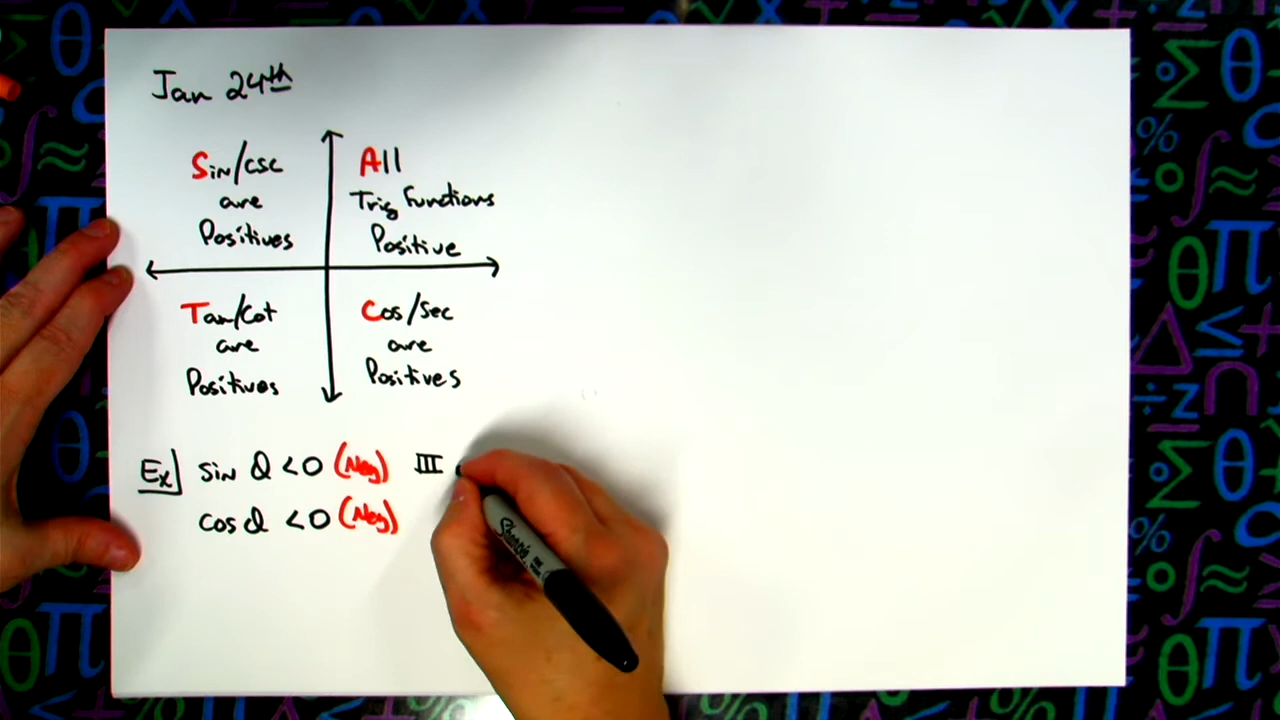 Jan 24th
Sin/csc
are
Positives
All
Trig Functions
Positive
Tan/Cot
are
Positives
Cos/Sec
are
Positives
Ex] sin θ <0 (Neg) III
cos θ <0 (Neg)
Sharpie